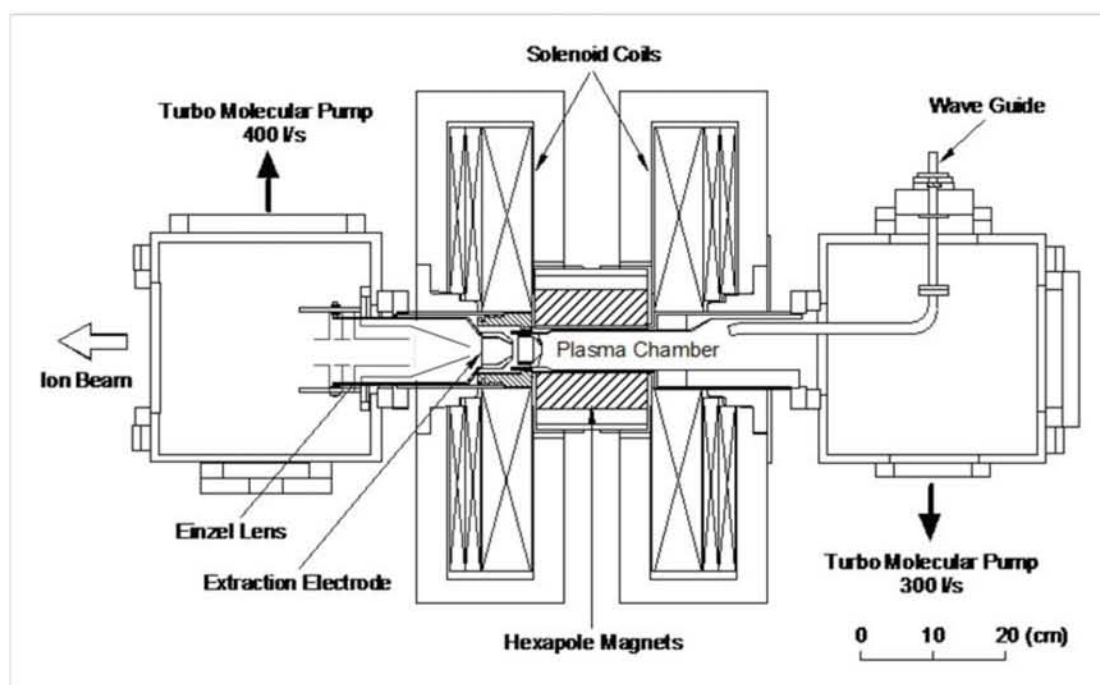 Solenoid Coils
Turbo Molecular Pump
400 l/s
Wave Guide
Plasma Chamber
Ion Beam
Einzel Lens
Extraction Electrode
Turbo Molecular Pump
300 l/s
Hexapole Magnets
0 10 20 (cm)